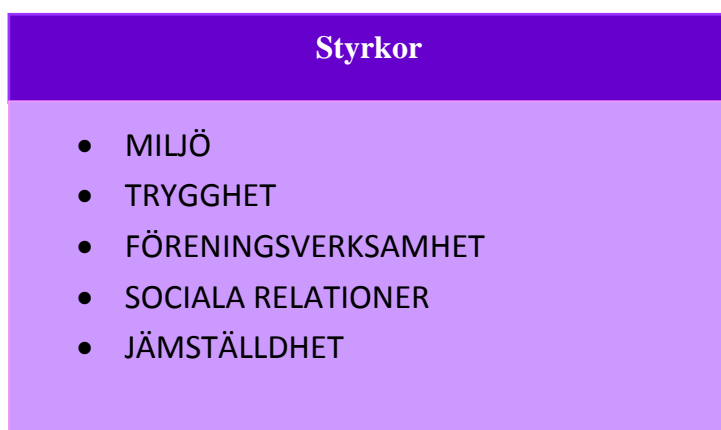 Styrkor
• MILJÖ
• TRYGGHET
• FÖRENINGSVERKSAMHET
• SOCIALA RELATIONER
• JÄMSTÄLLDHET